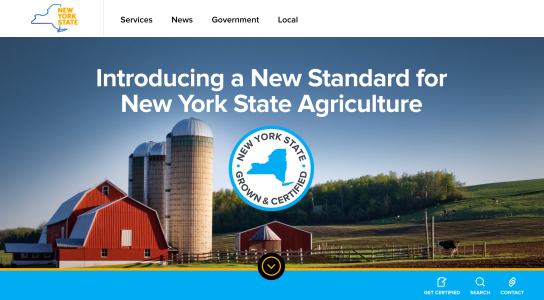 NEW
YORK
STATE
Services News Government Local
Introducing a New Standard for
New York State Agriculture
NEW YORK STATE
GROWN & CERTIFIED
GET CERTIFIED SEARCH CONTACT